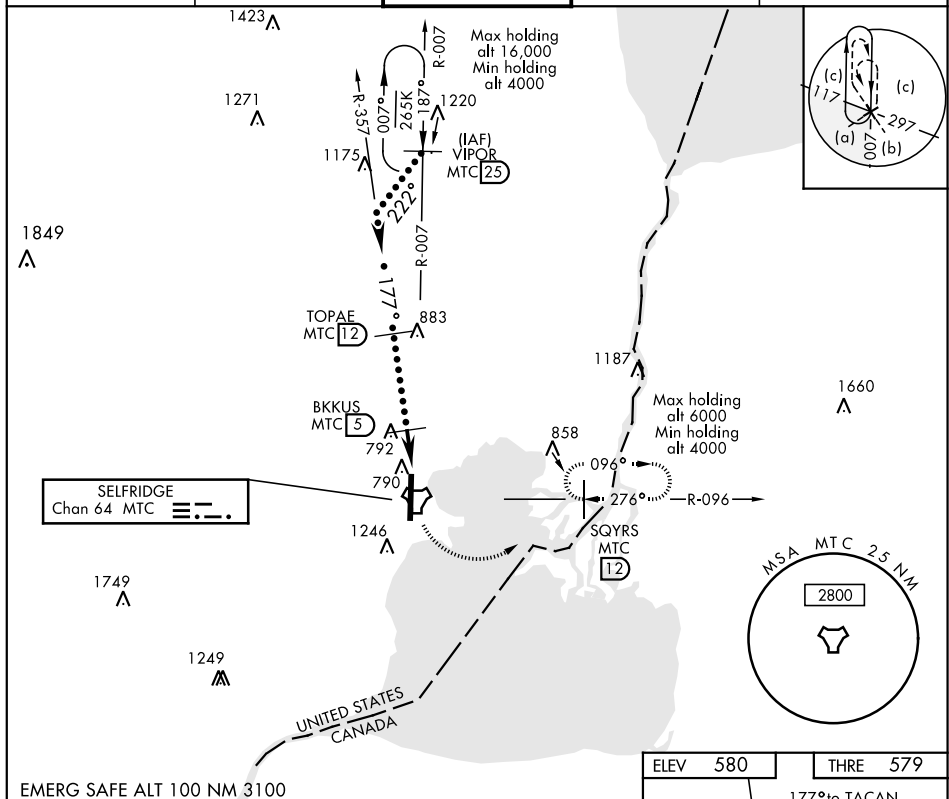 1423
R-007
Max holding
alt 16,000
Min holding
alt 4000
1271
R-357
007°
265K
187°
1220
(IAF)
VIPOR
MTC 25
1175
222°
R-007
(c)
(c)
117
297
(a)
(b)
007
1849
177°
TOPAE
MTC 12
883
1187
1660
BKKUS
MTC 5
792
Max holding
alt 6000
Min holding
alt 4000
858
096°
790
SELFRIDGE
Chan 64 MTC
276°
R-096
1246
SQYRS
MTC
12
MSA MTC 25 NM
2800
1749
1249
UNITED STATES
CANADA
ELEV 580
THRE 579
EMERG SAFE ALT 100 NM 3100
177° to TACAN